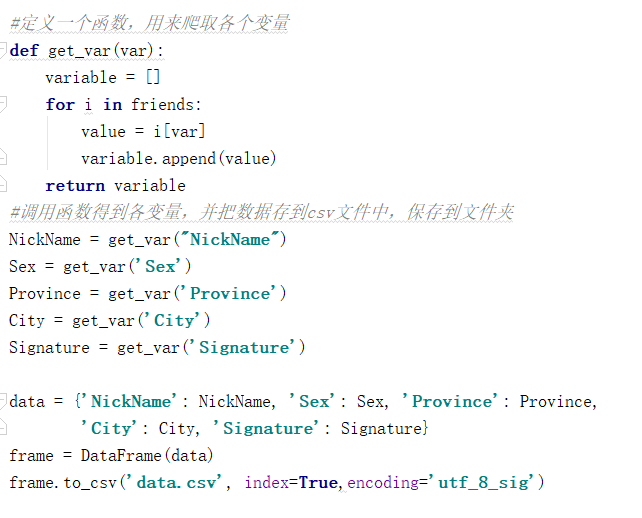 #定义一个函数，用来爬取各个变量
def get_var(var):
    variable = []
    for i in friends:
        value = i[var]
        variable.append(value)
    return variable
#调用函数得到各变量，并把数据存到csv文件中，保存到文件夹
NickName = get_var("NickName")
Sex = get_var('Sex')
Province = get_var('Province')
City = get_var('City')
Signature = get_var('Signature')

data = {'NickName': NickName, 'Sex': Sex, 'Province': Province,
        'City': City, 'Signature': Signature}
frame = DataFrame(data)
frame.to_csv('data.csv', index=True,encoding='utf_8_sig')